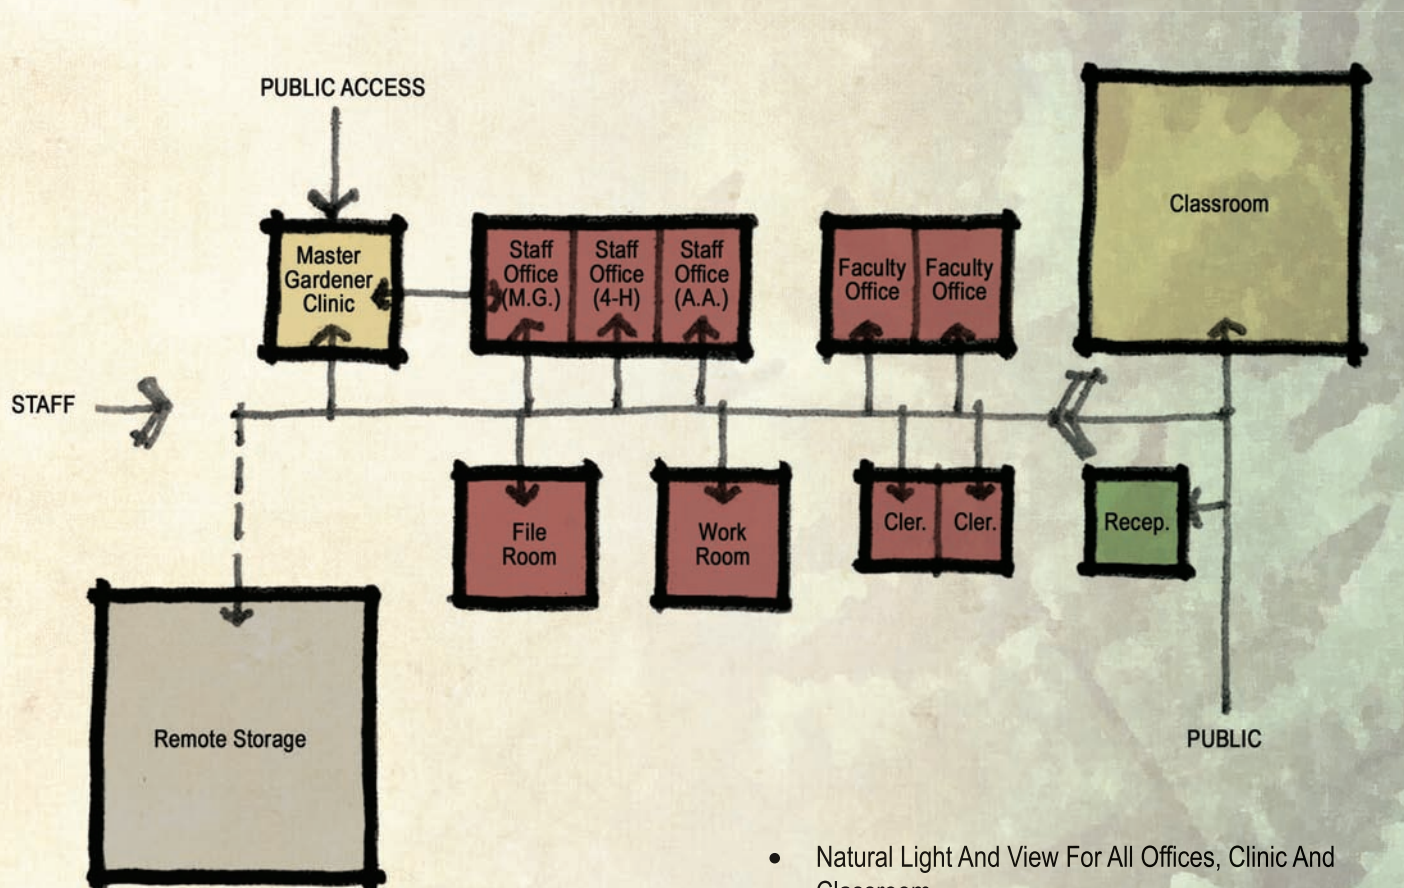 PUBLIC ACCESS
Classroom
Master
Gardener
Clinic
Staff
Office
(M.G.)
Staff
Office
(4-H)
Staff
Office
(A.A.)
Faculty
Office
Faculty
Office
STAFF
File
Room
Work
Room
Cler.
Cler.
Recep.
Remote Storage
PUBLIC
• Natural Light And View For All Offices, Clinic And
Classroom